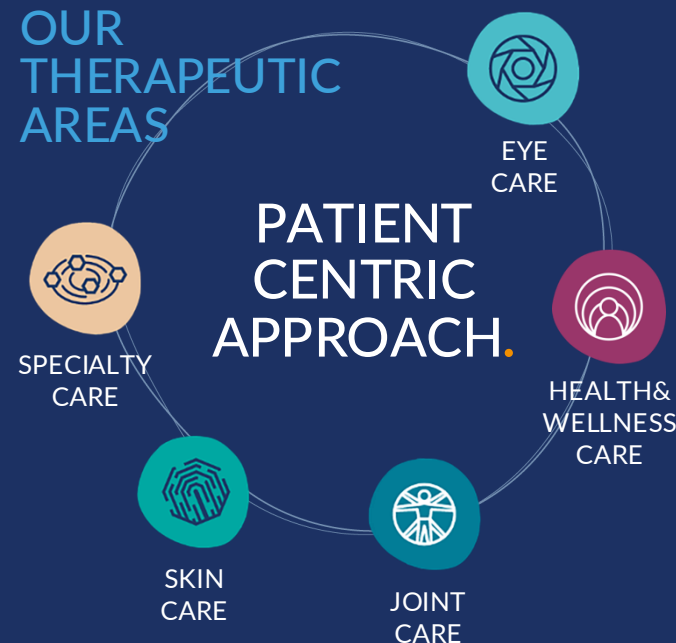 OUR
THERAPEUTIC
AREAS
EYE
CARE
PATIENT
CENTRIC
APPROACH.
HEALTH&
WELLNESS
CARE
SPECIALTY
CARE
SKIN
CARE
JOINT
CARE